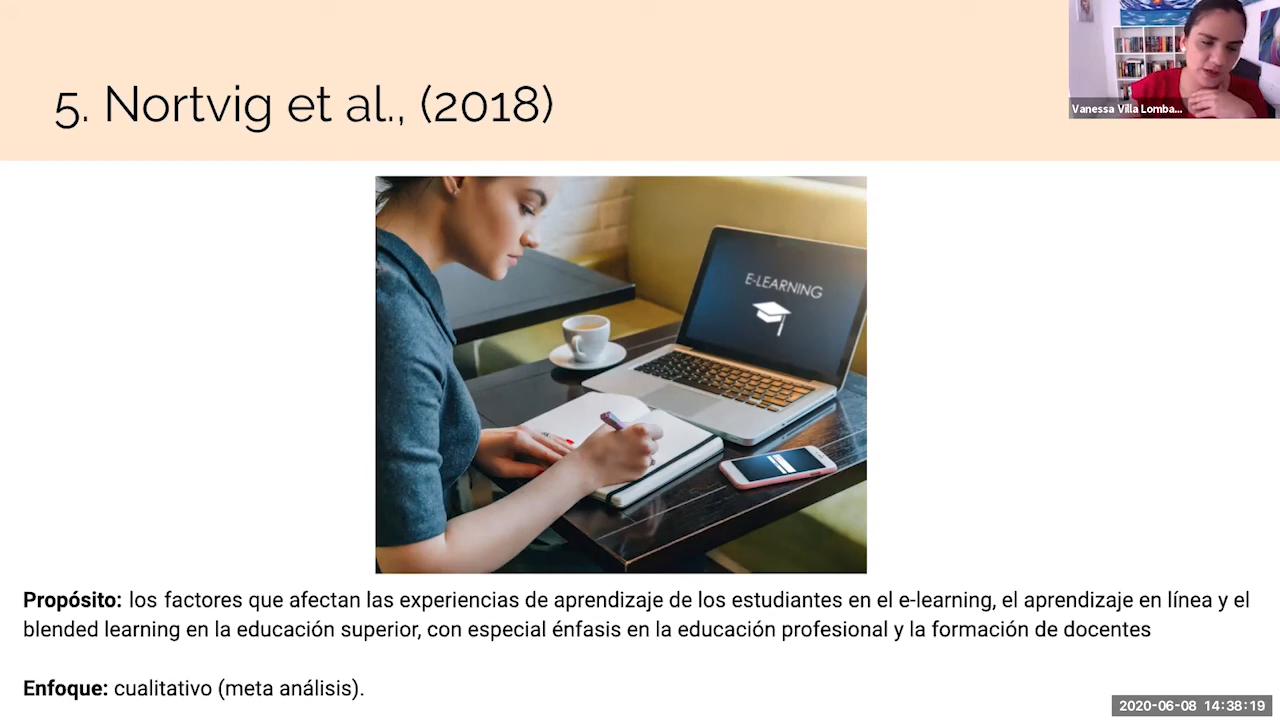 5. Nortvig et al., (2018)
Vanessa Villa Lomba...
E-LEARNING
Propósito: los factores que afectan las experiencias de aprendizaje de los estudiantes en el e-learning, el aprendizaje en línea y el
blended learning en la educación superior, con especial énfasis en la educación profesional y la formación de docentes
Enfoque: cualitativo (meta análisis).
2020-06-08 14:38:19